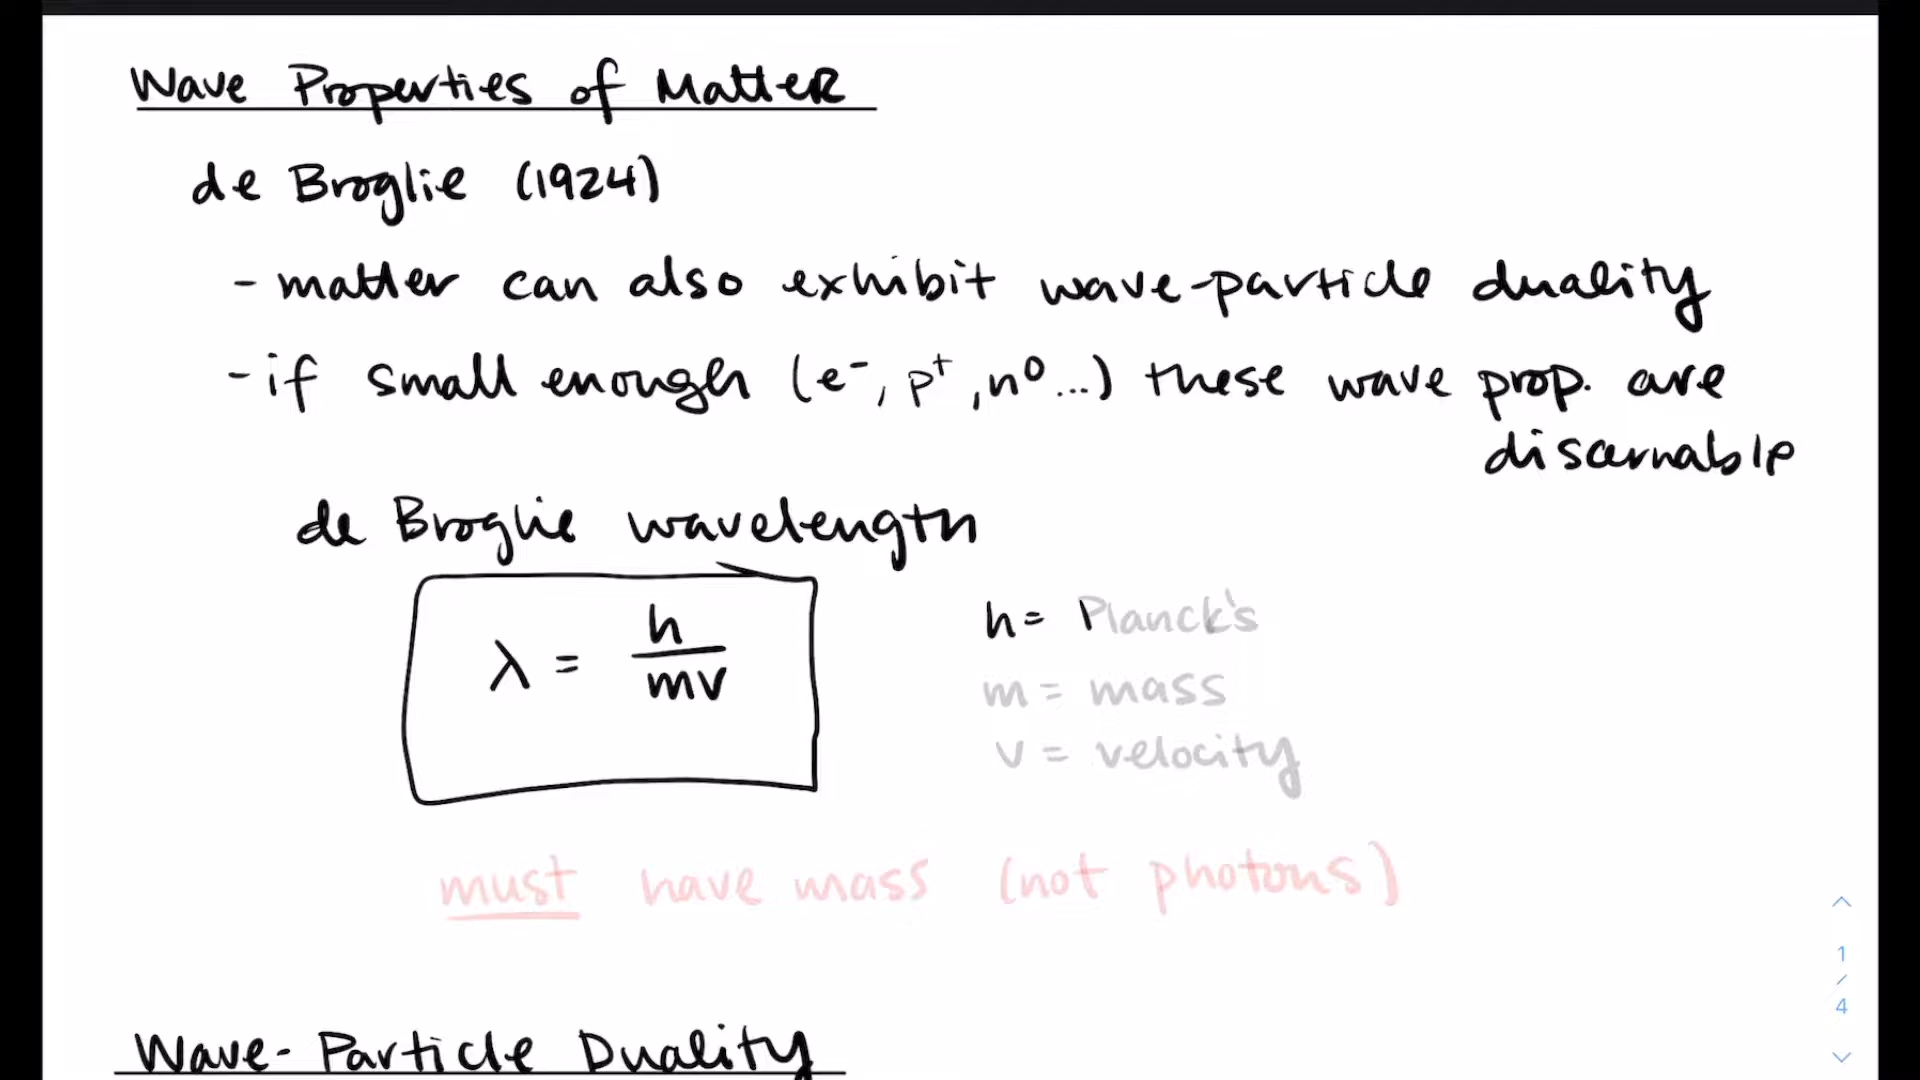 Wave Properties of Matter
de Broglie (1924)
- matter can also exhibit wave-particle duality
- if small enough (e⁻, p⁺, n⁰...) these wave prop. are
discernable
de Broglie wavelength
λ = h/mv
h = Planck's
m = mass
v = velocity
must have mass (not photons)
1
/
4
Wave-Particle Duality